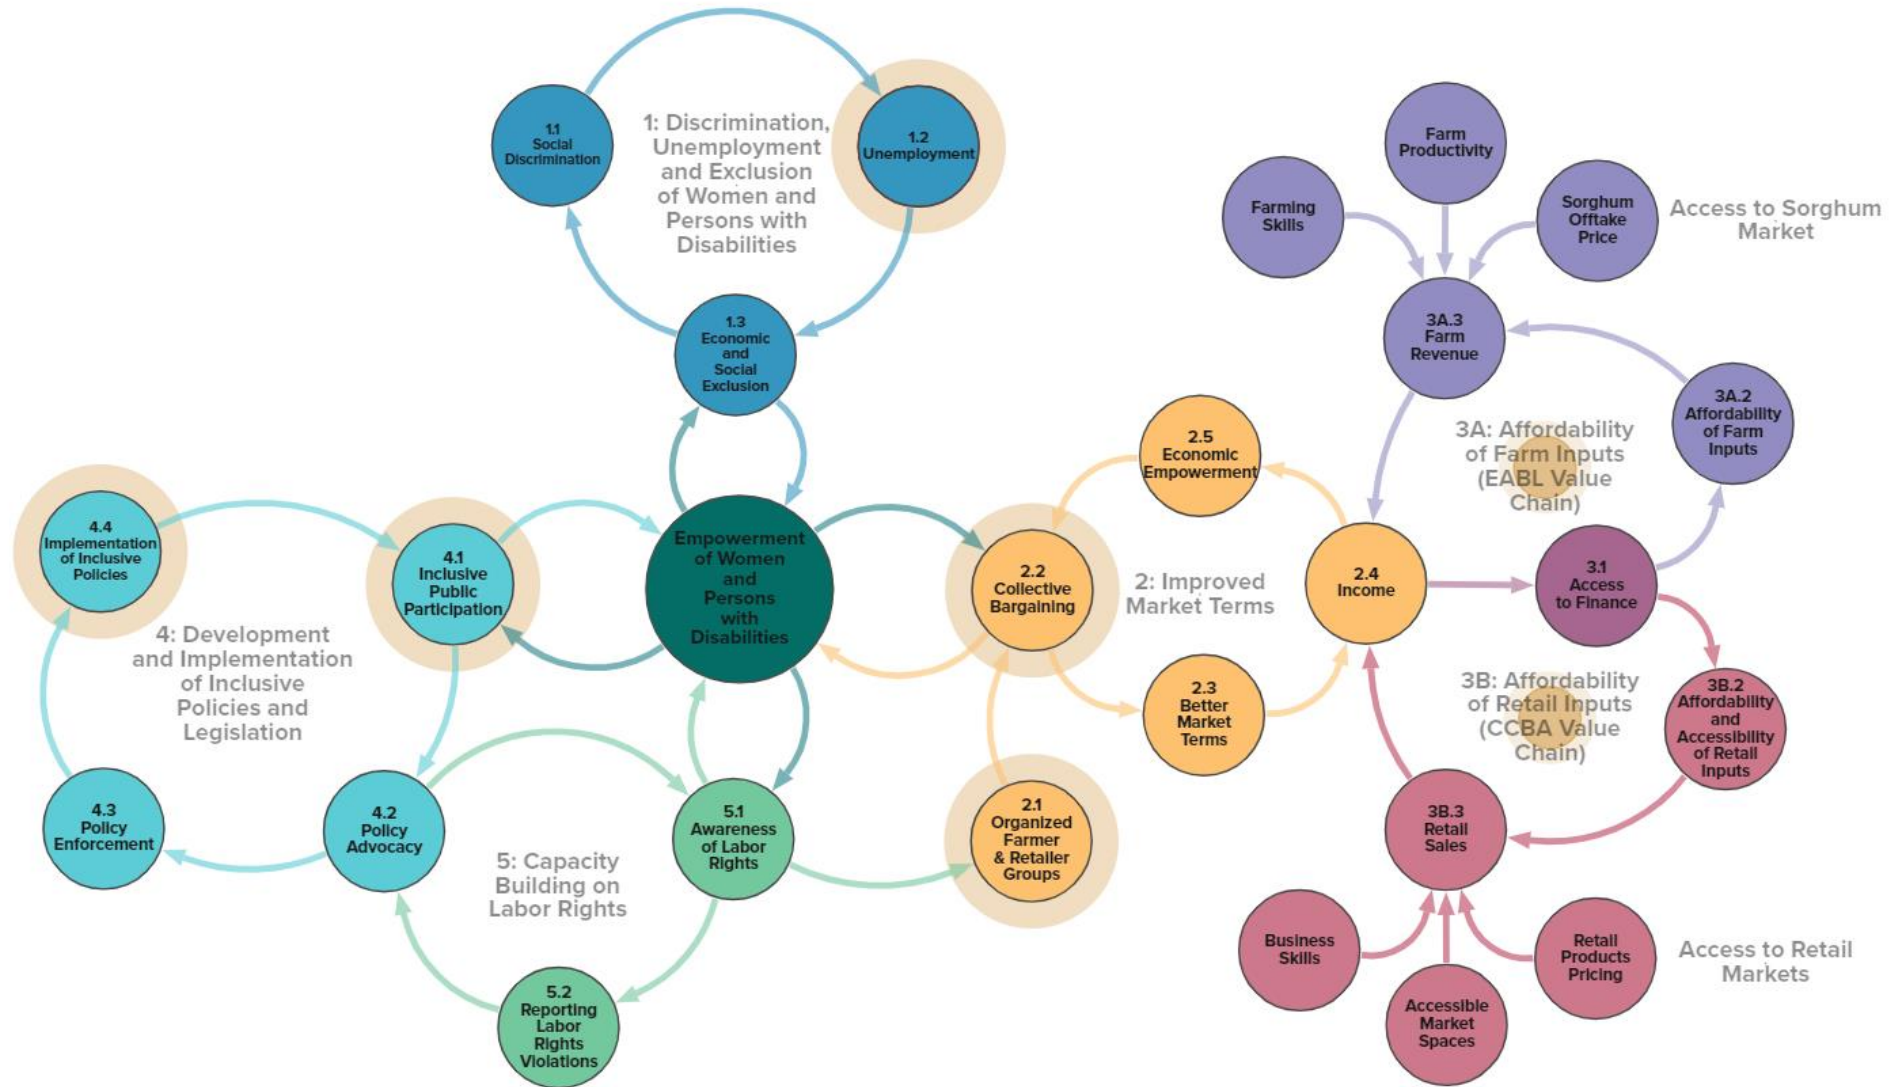 1.1
Social
Discrimination
1: Discrimination,
Unemployment
and Exclusion
of Women and
Persons with
Disabilities
1.2
Unemployment
1.3
Economic
and
Social
Exclusion
Farm
Productivity
Farming
Skills
Sorghum
Offtake
Price
Access to Sorghum
Market
3A.3
Farm
Revenue
3A.2
Affordability
of Farm
Inputs
3A: Affordability
of Farm Inputs
(EABL Value
Chain)
2.5
Economic
Empowerment
4.4
Implementation
of Inclusive
Policies
4.1
Inclusive
Public
Participation
Empowerment
of Women
and
Persons
with
Disabilities
2.2
Collective
Bargaining
2: Improved
Market Terms
2.4
Income
3.1
Access
to Finance
4: Development
and Implementation
of Inclusive
Policies and
Legislation
2.3
Better
Market
Terms
3B: Affordability
of Retail Inputs
(CCBA Value
Chain)
3B.2
Affordability
and
Accessibility
of Retail
Inputs
4.3
Policy
Enforcement
4.2
Policy
Advocacy
5.1
Awareness
of Labor
Rights
2.1
Organized
Farmer
& Retailer
Groups
3B.3
Retail
Sales
5: Capacity
Building on
Labor Rights
5.2
Reporting
Labor
Rights
Violations
Business
Skills
Accessible
Market
Spaces
Retail
Products
Pricing
Access to Retail
Markets